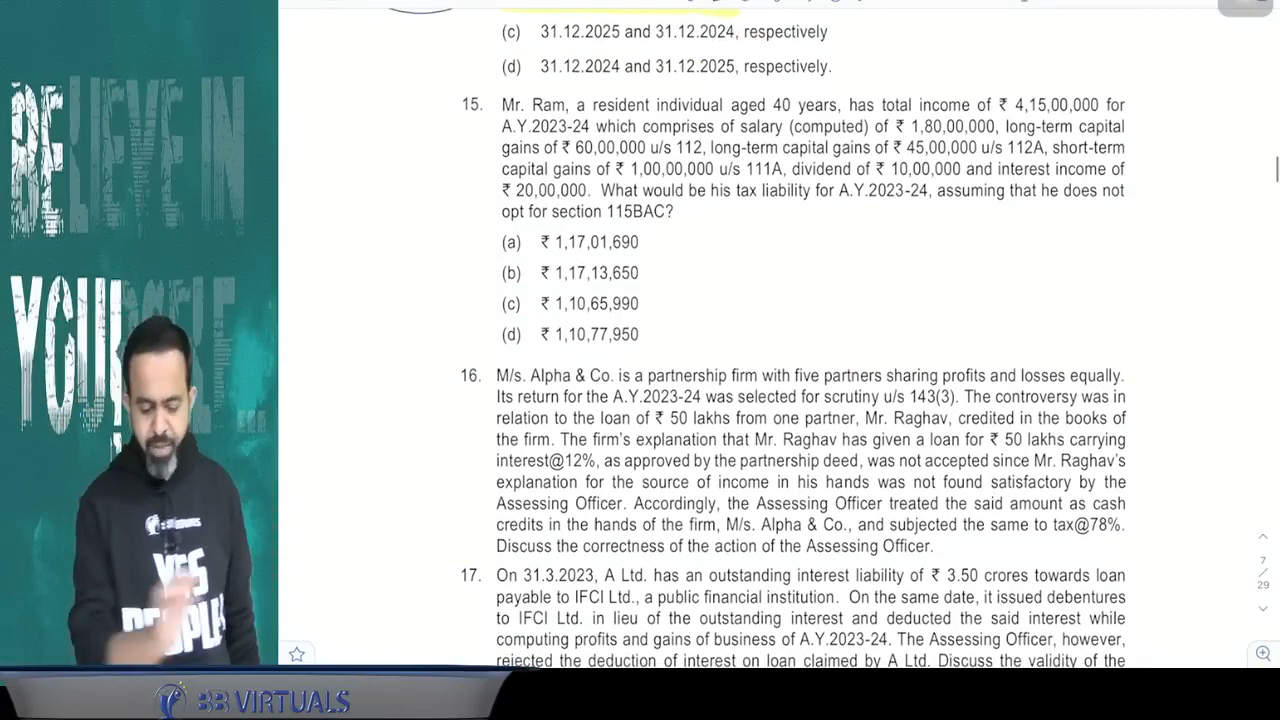 BELIEVE IN
(c) 31.12.2025 and 31.12.2024, respectively
(d) 31.12.2024 and 31.12.2025, respectively.
15. Mr. Ram, a resident individual aged 40 years, has total income of ₹ 4,15,00,000 for
A.Y.2023-24 which comprises of salary (computed) of ₹ 1,80,00,000, long-term capital
gains of ₹ 60,00,000 u/s 112, long-term capital gains of ₹ 45,00,000 u/s 112A, short-term
capital gains of ₹ 1,00,00,000 u/s 111A, dividend of ₹ 10,00,000 and interest income of
₹ 20,00,000. What would be his tax liability for A.Y.2023-24, assuming that he does not
opt for section 115BAC?
(a) ₹ 1,17,01,690
(b) ₹ 1,17,13,650
(c) ₹ 1,10,65,990
(d) ₹ 1,10,77,950
16. M/s. Alpha & Co. is a partnership firm with five partners sharing profits and losses equally.
Its return for the A.Y.2023-24 was selected for scrutiny u/s 143(3). The controversy was in
relation to the loan of ₹ 50 lakhs from one partner, Mr. Raghav, credited in the books of
the firm. The firm's explanation that Mr. Raghav has given a loan for ₹ 50 lakhs carrying
interest@12%, as approved by the partnership deed, was not accepted since Mr. Raghav's
explanation for the source of income in his hands was not found satisfactory by the
Assessing Officer. Accordingly, the Assessing Officer treated the said amount as cash
credits in the hands of the firm, M/s. Alpha & Co., and subjected the same to tax@78%.
Discuss the correctness of the action of the Assessing Officer.
17. On 31.3.2023, A Ltd. has an outstanding interest liability of ₹ 3.50 crores towards loan
payable to IFCI Ltd., a public financial institution. On the same date, it issued debentures
to IFCI Ltd. in lieu of the outstanding interest and deducted the said interest while
computing profits and gains of business of A.Y.2023-24. The Assessing Officer, however,
rejected the deduction of interest on loan claimed by A Ltd. Discuss the validity of the
7
29
YES
BB VIRTUALS